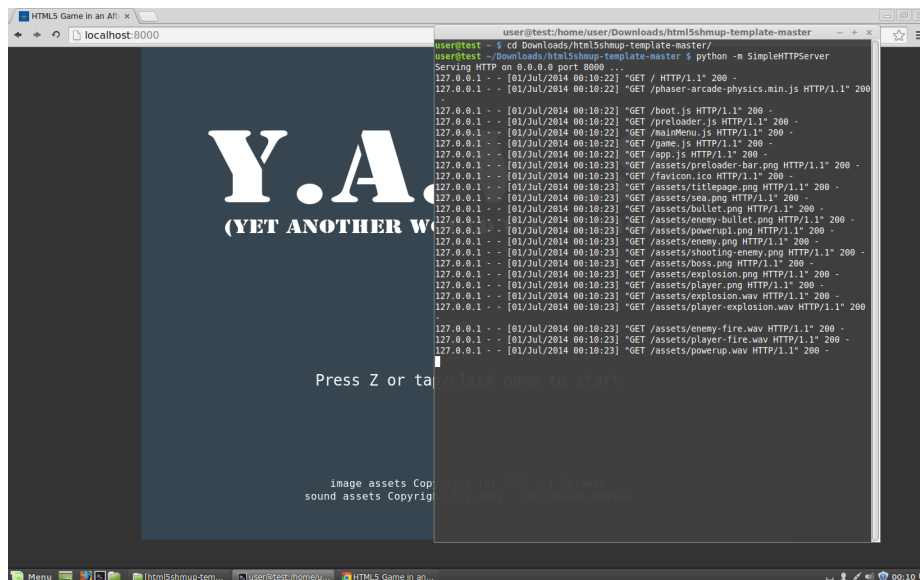 HTML5 Game in an Aft
localhost:8000
Y.A.
(YET ANOTHER W
Press Z or tap/click game to start
image assets Copyright (c) 2002 Ari Feldman
sound assets Copyright (c) 2012 - 2013 Devin Watson
user@test:/home/user/Downloads/html5shmup-template-master
user@test ~ $ cd Downloads/html5shmup-template-master/
user@test ~/Downloads/html5shmup-template-master $ python -m SimpleHTTPServer
Serving HTTP on 0.0.0.0 port 8000 ...
127.0.0.1 - - [01/Jul/2014 00:10:22] "GET / HTTP/1.1" 200 -
127.0.0.1 - - [01/Jul/2014 00:10:22] "GET /phaser-arcade-physics.min.js HTTP/1.1" 200
-
127.0.0.1 - - [01/Jul/2014 00:10:22] "GET /boot.js HTTP/1.1" 200 -
127.0.0.1 - - [01/Jul/2014 00:10:22] "GET /preloader.js HTTP/1.1" 200 -
127.0.0.1 - - [01/Jul/2014 00:10:22] "GET /mainMenu.js HTTP/1.1" 200 -
127.0.0.1 - - [01/Jul/2014 00:10:22] "GET /game.js HTTP/1.1" 200 -
127.0.0.1 - - [01/Jul/2014 00:10:22] "GET /app.js HTTP/1.1" 200 -
127.0.0.1 - - [01/Jul/2014 00:10:23] "GET /assets/preloader-bar.png HTTP/1.1" 200 -
127.0.0.1 - - [01/Jul/2014 00:10:23] "GET /favicon.ico HTTP/1.1" 200 -
127.0.0.1 - - [01/Jul/2014 00:10:23] "GET /assets/titlepage.png HTTP/1.1" 200 -
127.0.0.1 - - [01/Jul/2014 00:10:23] "GET /assets/sea.png HTTP/1.1" 200 -
127.0.0.1 - - [01/Jul/2014 00:10:23] "GET /assets/bullet.png HTTP/1.1" 200 -
127.0.0.1 - - [01/Jul/2014 00:10:23] "GET /assets/enemy-bullet.png HTTP/1.1" 200 -
127.0.0.1 - - [01/Jul/2014 00:10:23] "GET /assets/powerup1.png HTTP/1.1" 200 -
127.0.0.1 - - [01/Jul/2014 00:10:23] "GET /assets/enemy.png HTTP/1.1" 200 -
127.0.0.1 - - [01/Jul/2014 00:10:23] "GET /assets/shooting-enemy.png HTTP/1.1" 200 -
127.0.0.1 - - [01/Jul/2014 00:10:23] "GET /assets/boss.png HTTP/1.1" 200 -
127.0.0.1 - - [01/Jul/2014 00:10:23] "GET /assets/explosion.png HTTP/1.1" 200 -
127.0.0.1 - - [01/Jul/2014 00:10:23] "GET /assets/player.png HTTP/1.1" 200 -
127.0.0.1 - - [01/Jul/2014 00:10:23] "GET /assets/explosion.wav HTTP/1.1" 200 -
127.0.0.1 - - [01/Jul/2014 00:10:23] "GET /assets/player-explosion.wav HTTP/1.1" 200
-
127.0.0.1 - - [01/Jul/2014 00:10:23] "GET /assets/enemy-fire.wav HTTP/1.1" 200 -
127.0.0.1 - - [01/Jul/2014 00:10:23] "GET /assets/player-fire.wav HTTP/1.1" 200 -
127.0.0.1 - - [01/Jul/2014 00:10:23] "GET /assets/powerup.wav HTTP/1.1" 200 -
Menu
[html5shmup-tem...
user@test:/home/u...
HTML5 Game in an...
00:10